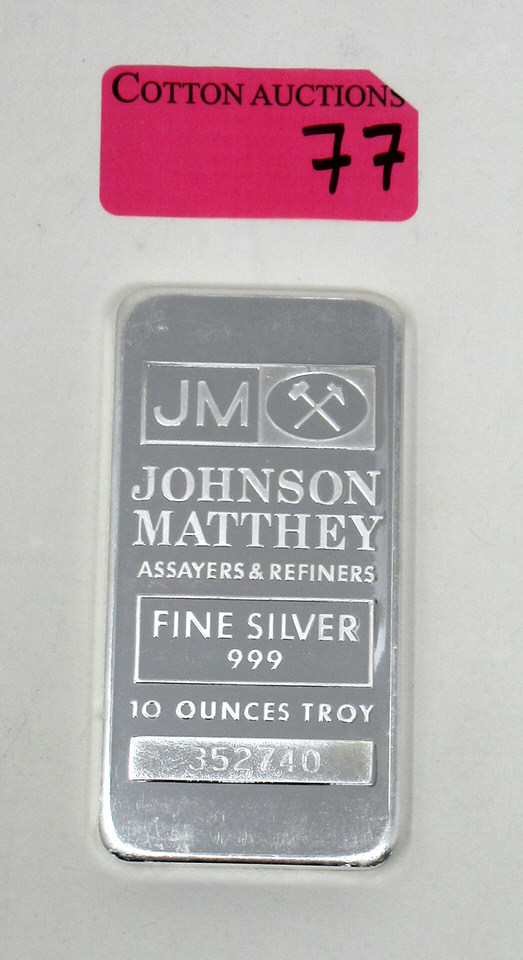 COTTON AUCTIONS
77
JM
JOHNSON
MATTHEY
ASSAYERS & REFINERS
FINE SILVER
999
10 OUNCES TROY
352740